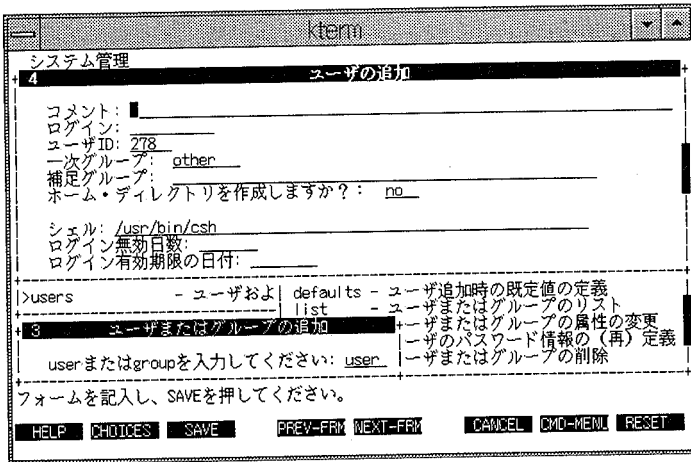 kterm
システム管理
4 ユーザの追加
コメント:
ログイン:
ユーザID: 278
一次グループ: other
補足グループ:
ホーム・ディレクトリを作成しますか？: no
シェル: /usr/bin/csh
ログイン無効日数:
ログイン有効期限の日付:
>users - ユーザおよ
defaults - ユーザ追加時の既定値の定義
list - ユーザまたはグループのリスト
3 ユーザまたはグループの追加
ーザまたはグループの属性の変更
ーザのパスワード情報の（再）定義
userまたはgroupを入力してください: user
ーザまたはグループの削除
フォームを記入し、SAVEを押してください。
HELP CHOICES SAVE PREV-FRM NEXT-FRM CANCEL CMD-MENU RESET